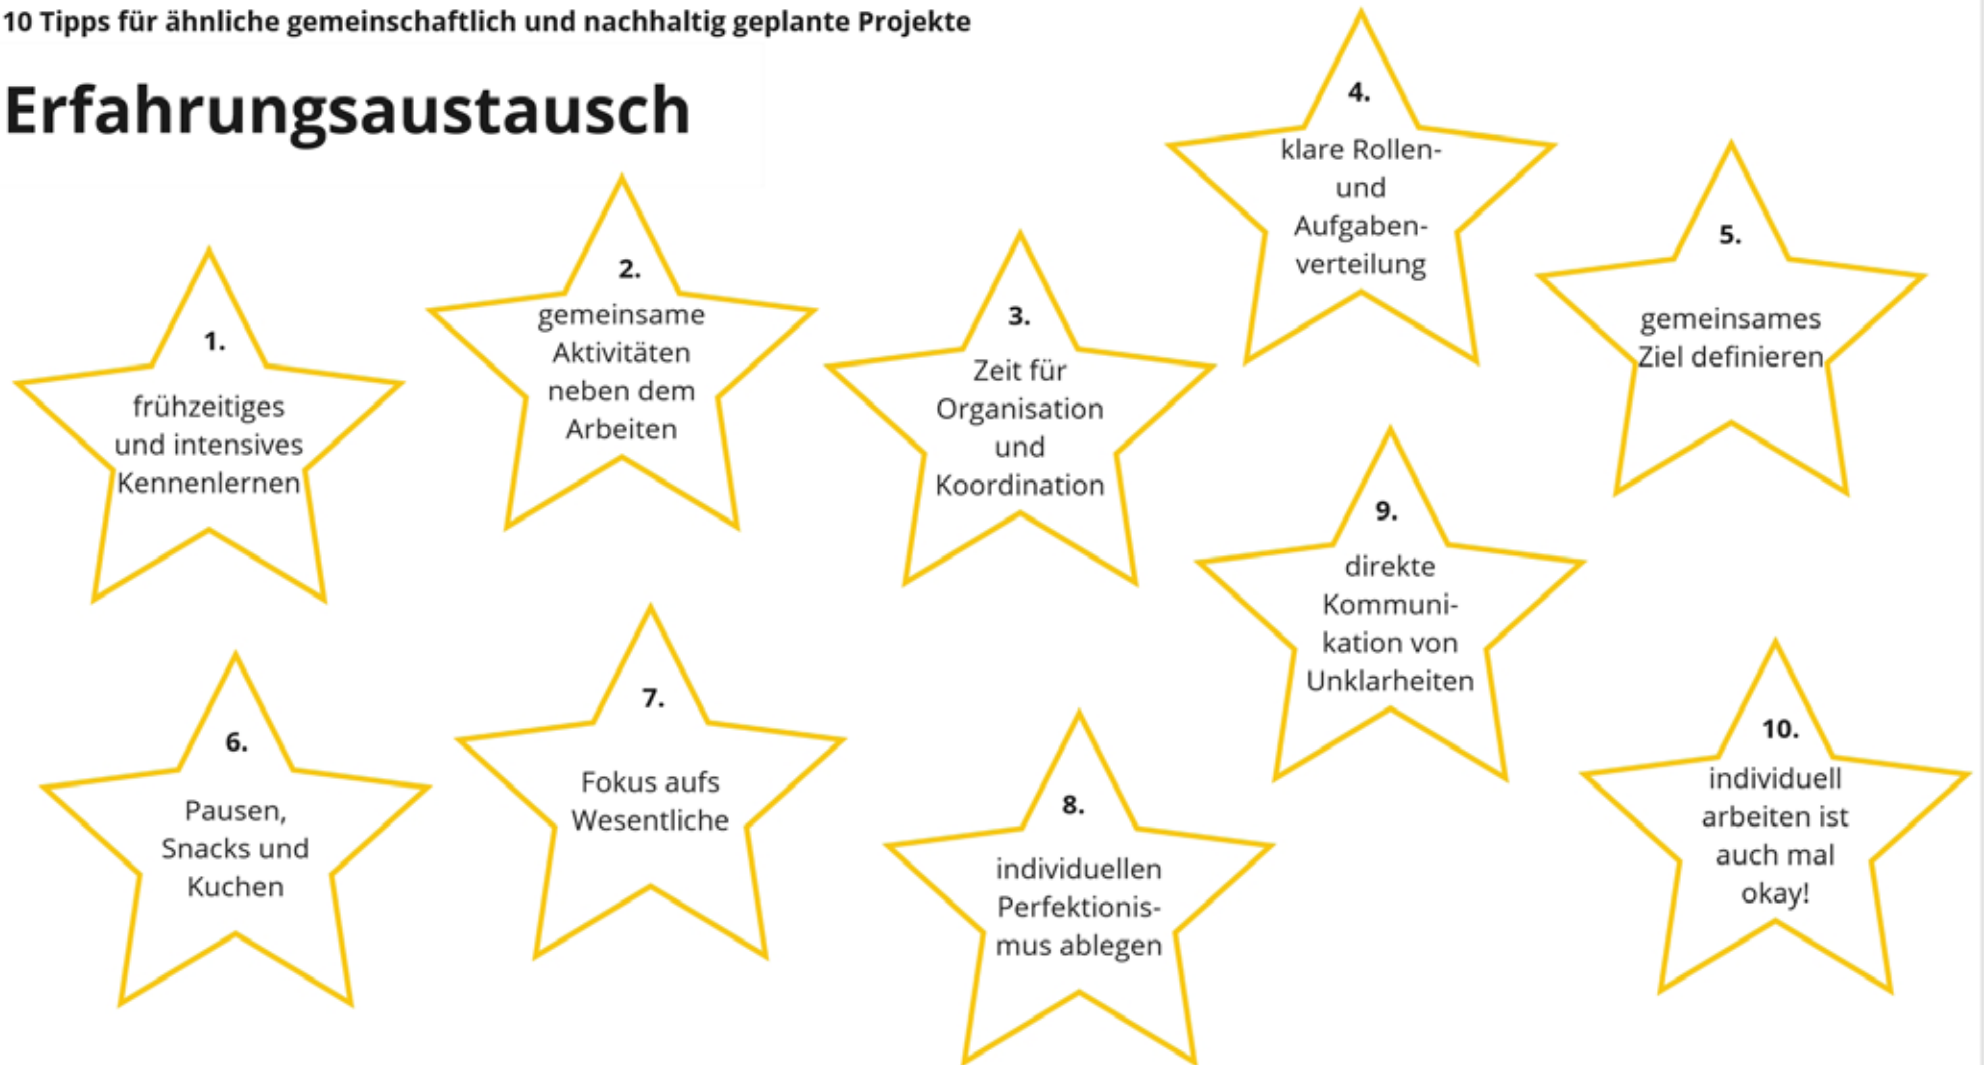 10 Tipps für ähnliche gemeinschaftlich und nachhaltig geplante Projekte
Erfahrungsaustausch
1.
frühzeitiges
und intensives
Kennenlernen
2.
gemeinsame
Aktivitäten
neben dem
Arbeiten
3.
Zeit für
Organisation
und
Koordination
4.
klare Rollen-
und
Aufgaben-
verteilung
5.
gemeinsames
Ziel definieren
6.
Pausen,
Snacks und
Kuchen
7.
Fokus aufs
Wesentliche
8.
individuellen
Perfektionis-
mus ablegen
9.
direkte
Kommuni-
kation von
Unklarheiten
10.
individuell
arbeiten ist
auch mal
okay!